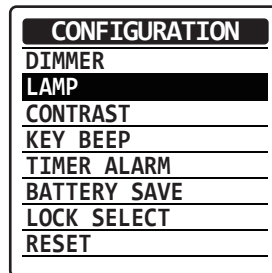 CONFIGURATION
DIMMER
LAMP
CONTRAST
KEY BEEP
TIMER ALARM
BATTERY SAVE
LOCK SELECT
RESET